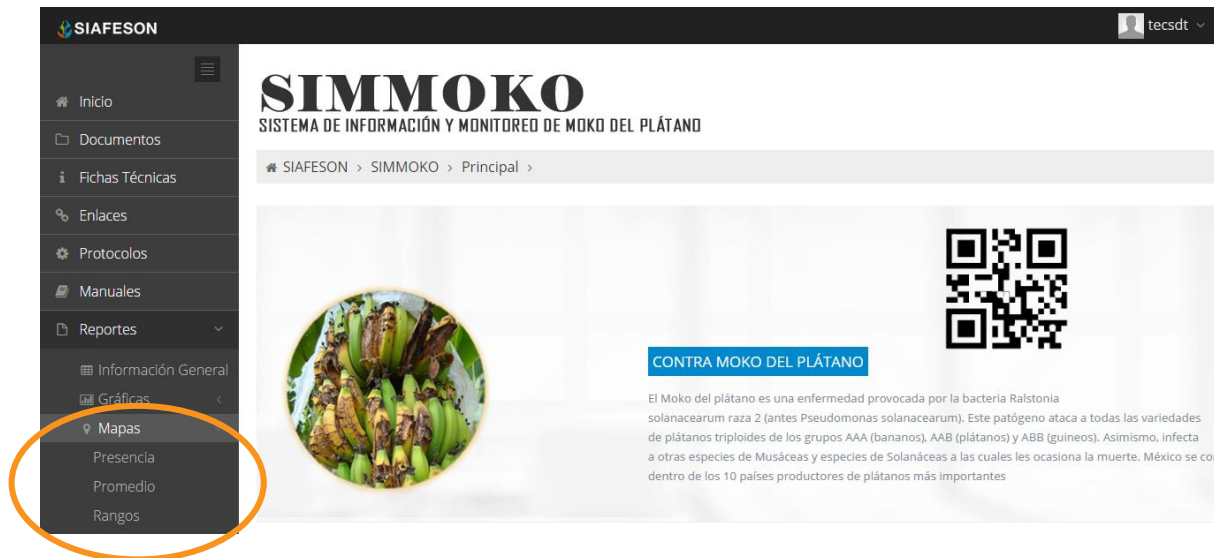 SIAFESON
tecsdt
Inicio
Documentos
Fichas Técnicas
Enlaces
Protocolos
Manuales
Reportes
Información General
Gráficas
Mapas
Presencia
Promedio
Rangos
SIMMOKO
SISTEMA DE INFORMACIÓN Y MONITOREO DE MOKO DEL PLÁTANO
SIAFESON > SIMMOKO > Principal >
CONTRA MOKO DEL PLÁTANO
El Moko del plátano es una enfermedad provocada por la bacteria Ralstonia
solanacearum raza 2 (antes Pseudomonas solanacearum). Este patógeno ataca a todas las variedades
de plátanos triploides de los grupos AAA (bananos), AAB (plátanos) y ABB (guineos). Asimismo, infecta
a otras especies de Musáceas y especies de Solanáceas a las cuales les ocasiona la muerte. México se co
dentro de los 10 países productores de plátanos más importantes